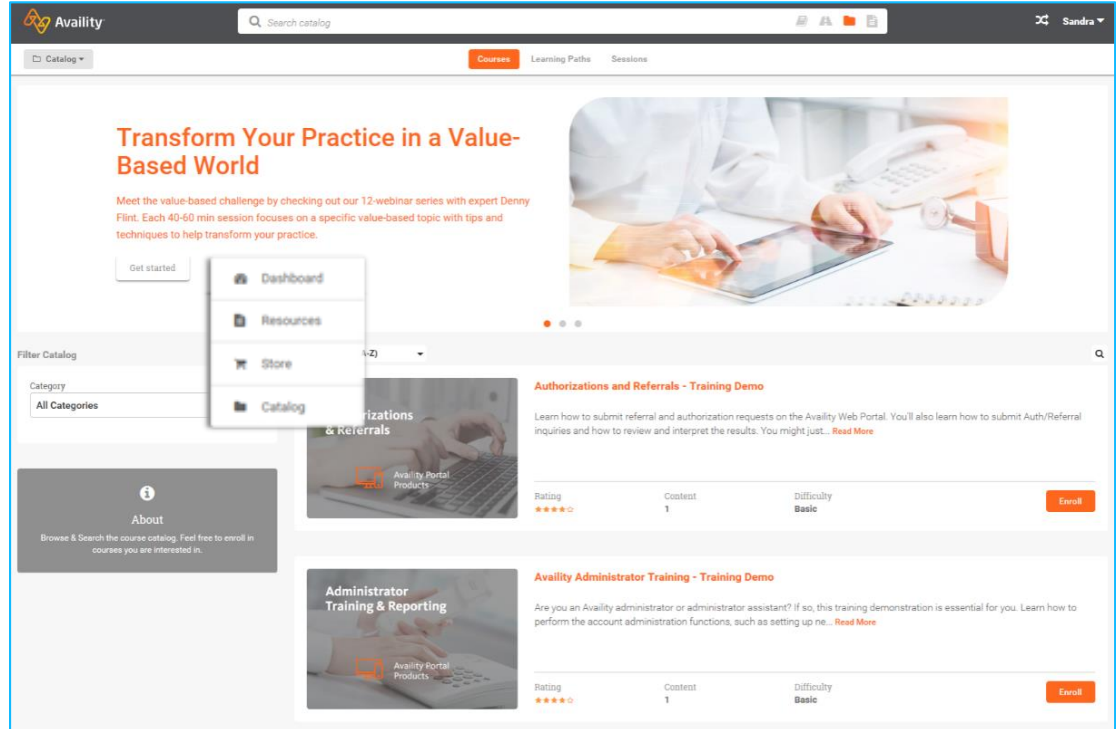 Availity
Search catalog
Sandra
Catalog
Courses Learning Paths Sessions
Transform Your Practice in a Value-
Based World
Meet the value-based challenge by checking out our 12-webinar series with expert Denny
Flint. Each 40-60 min session focuses on a specific value-based topic with tips and
techniques to help transform your practice.
Get started
Dashboard
Resources
Store
Catalog
Filter Catalog
Category
All Categories
About
Browse & Search the course catalog. Feel free to enroll in
courses you are interested in.
-Z)
rizations
& Referrals
Availity Portal
Products
Authorizations and Referrals - Training Demo
Learn how to submit referral and authorization requests on the Availity Web Portal. You'll also learn how to submit Auth/Referral
inquiries and how to review and interpret the results. You might just... Read More
Rating Content Difficulty
1 Basic
Enroll
Administrator
Training & Reporting
Availity Portal
Products
Availity Administrator Training - Training Demo
Are you an Availity administrator or administrator assistant? If so, this training demonstration is essential for you. Learn how to
perform the account administration functions, such as setting up ne... Read More
Rating Content Difficulty
1 Basic
Enroll